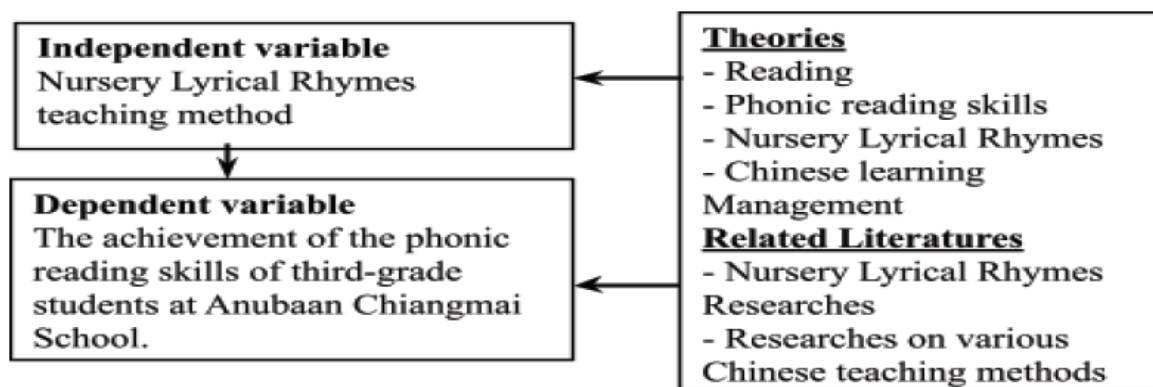 Independent variable
Nursery Lyrical Rhymes
teaching method
Dependent variable
The achievement of the phonic
reading skills of third-grade
students at Anubaan Chiangmai
School.
Theories
- Reading
- Phonic reading skills
- Nursery Lyrical Rhymes
- Chinese learning
Management
Related Literatures
- Nursery Lyrical Rhymes
Researches
- Researches on various
Chinese teaching methods